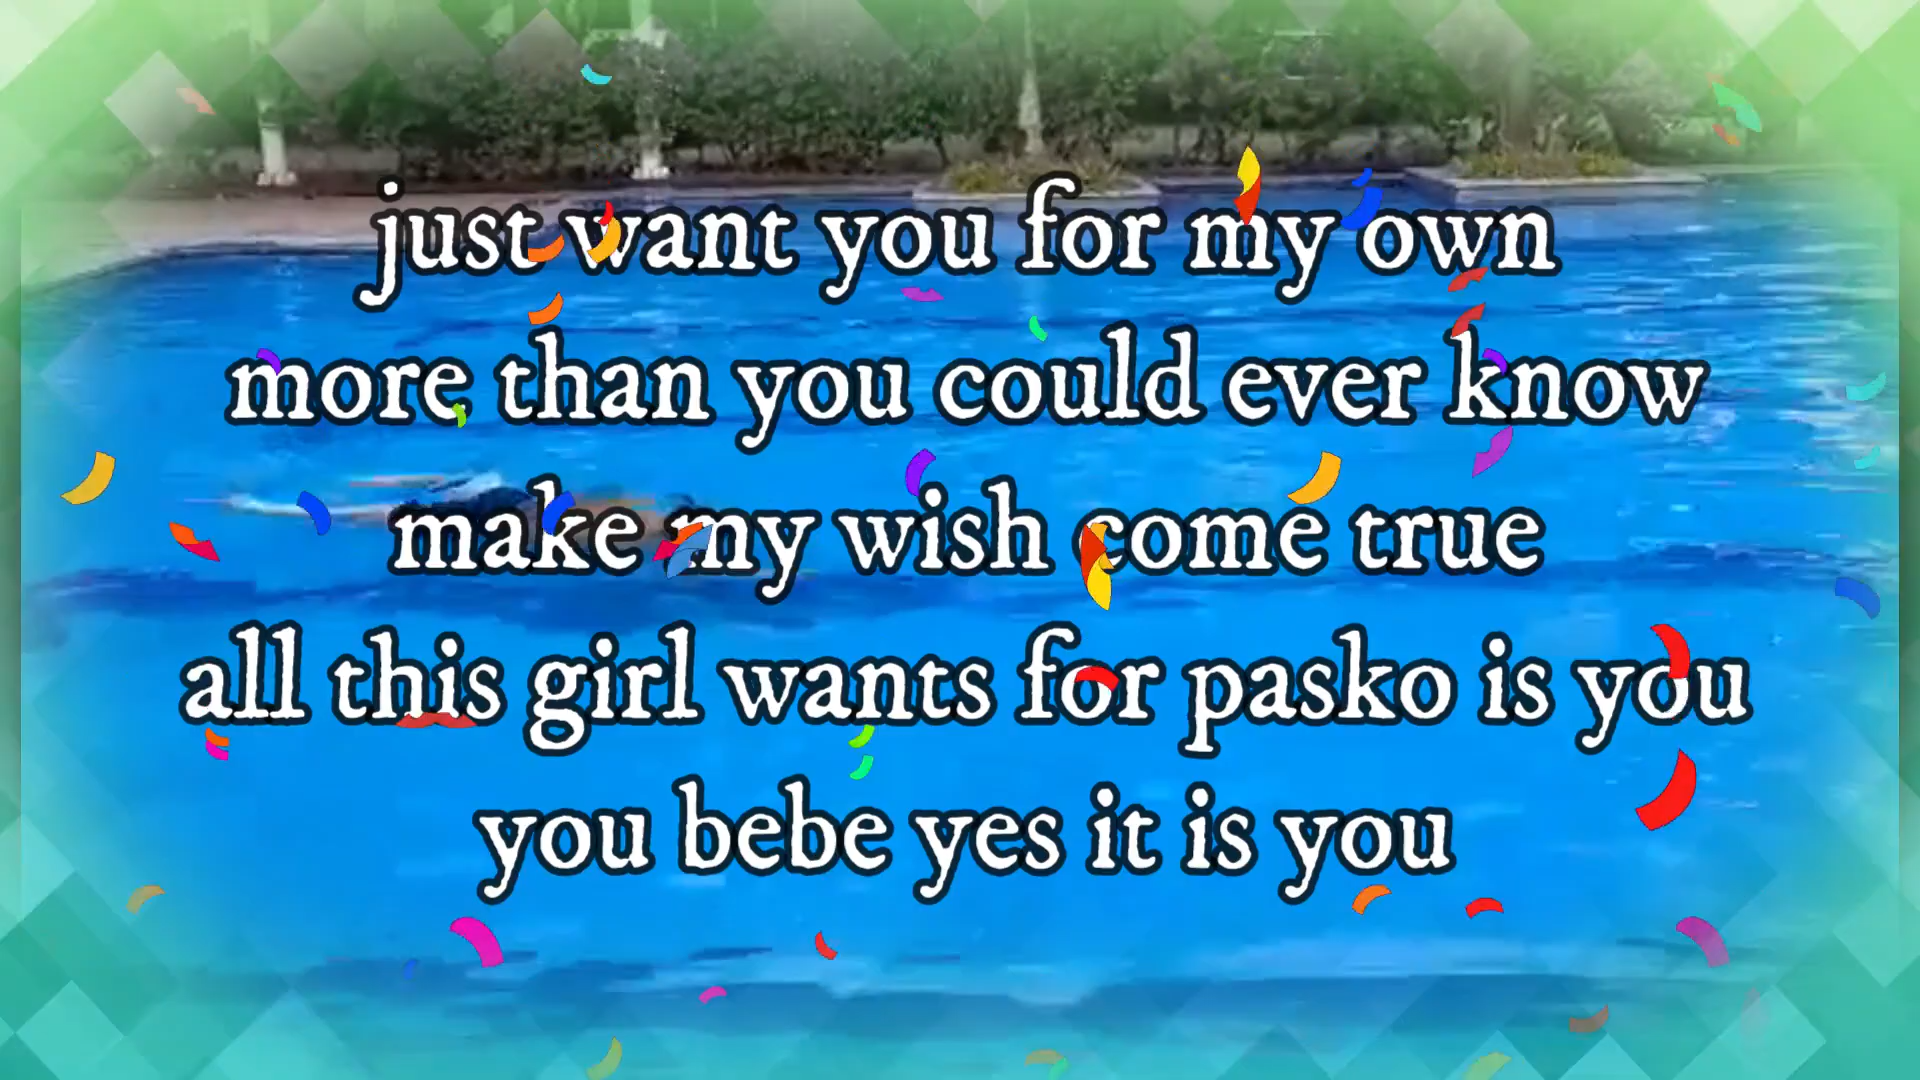 just want you for my own
more than you could ever know
make my wish come true
all this girl wants for pasko is you
you bebe yes it is you